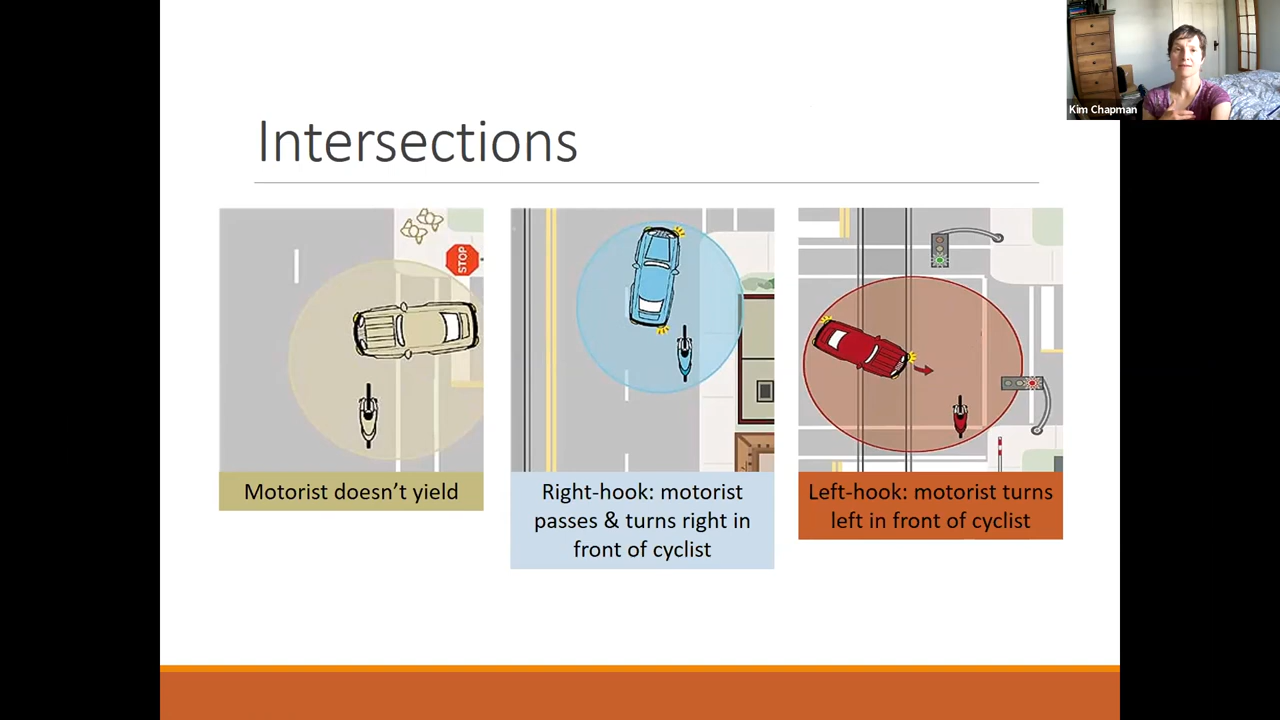 Kim Chapman
Intersections
STOP
Motorist doesn't yield
Right-hook: motorist
passes & turns right in
front of cyclist
Left-hook: motorist turns
left in front of cyclist